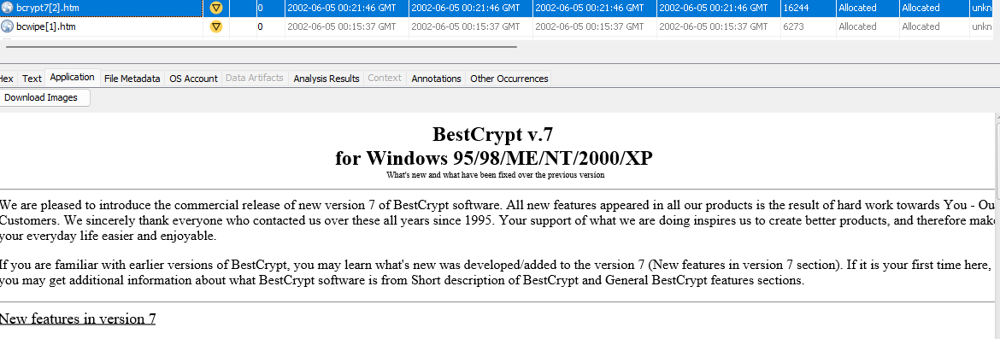 bcrypt7[2].htm 0 2002-06-05 00:21:46 GMT 2002-06-05 00:21:46 GMT 2002-06-05 00:21:46 GMT 2002-06-05 00:21:46 GMT 16244 Allocated Allocated unkn
bcwipe[1].htm 0 2002-06-05 00:15:37 GMT 2002-06-05 00:15:37 GMT 2002-06-05 00:15:37 GMT 2002-06-05 00:15:37 GMT 6273 Allocated Allocated unkn
Hex Text Application File Metadata OS Account Data Artifacts Analysis Results Context Annotations Other Occurrences
Download Images
BestCrypt v.7
for Windows 95/98/ME/NT/2000/XP
What's new and what have been fixed over the previous version
We are pleased to introduce the commercial release of new version 7 of BestCrypt software. All new features appeared in all our products is the result of hard work towards You - Ou
Customers. We sincerely thank everyone who contacted us over these all years since 1995. Your support of what we are doing inspires us to create better products, and therefore make
your everyday life easier and enjoyable.
If you are familiar with earlier versions of BestCrypt, you may learn what's new was developed/added to the version 7 (New features in version 7 section). If it is your first time here,
you may get additional information about what BestCrypt software is from Short description of BestCrypt and General BestCrypt features sections.
New features in version 7